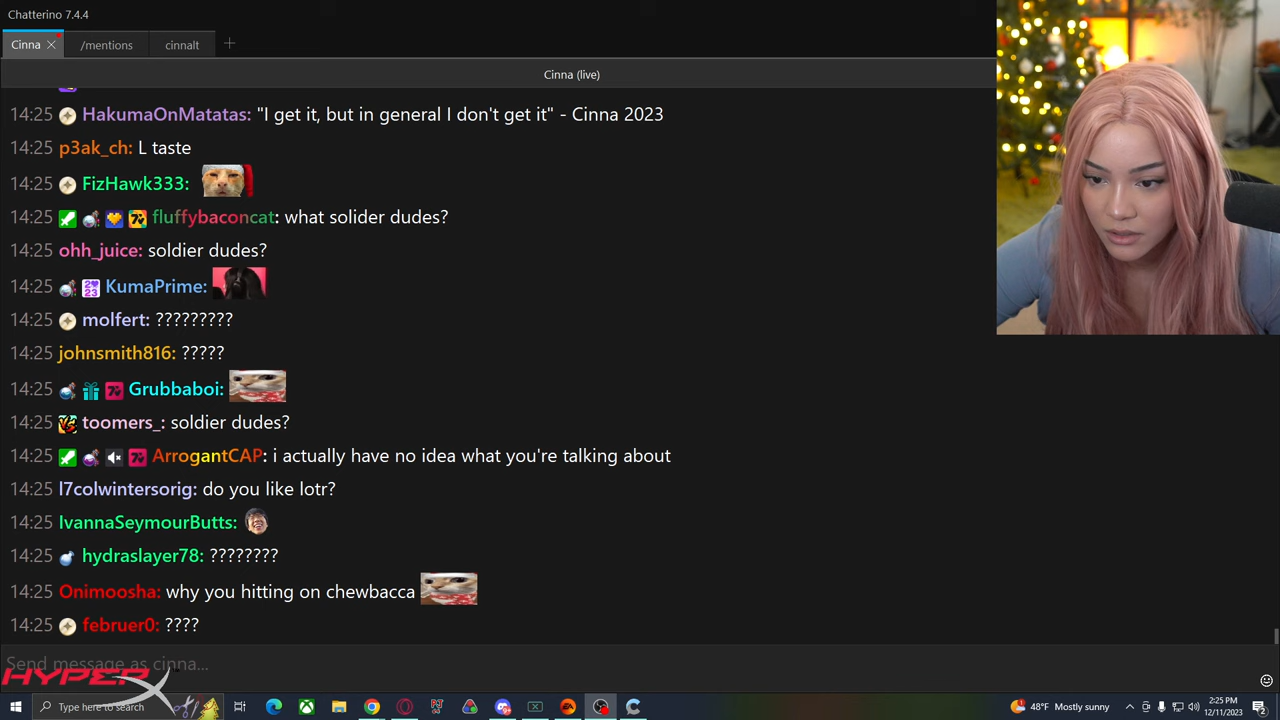 Chatterino 7.4.4
Cinna
/mentions
cinnalt
Cinna (live)
14:25 HakumaOnMatatas: "I get it, but in general I don't get it" - Cinna 2023
14:25 p3ak_ch: L taste
14:25 FizHawk333:
14:25 fluffybaconcat: what solider dudes?
14:25 ohh_juice: soldier dudes?
14:25 KumaPrime:
14:25 molfert: ?????????
14:25 johnsmith816: ?????
14:25 Grubbaboi:
14:25 toomers_: soldier dudes?
14:25 ArrogantCAP: i actually have no idea what you're talking about
14:25 l7colwintersorig: do you like lotr?
14:25 IvannaSeymourButts:
14:25 hydraslayer78: ????????
14:25 Onimoosha: why you hitting on chewbacca
14:25 februer0: ????
Send message as cinna...
HYPERX
Type here to search
48°F Mostly sunny
2:25 PM
12/11/2023